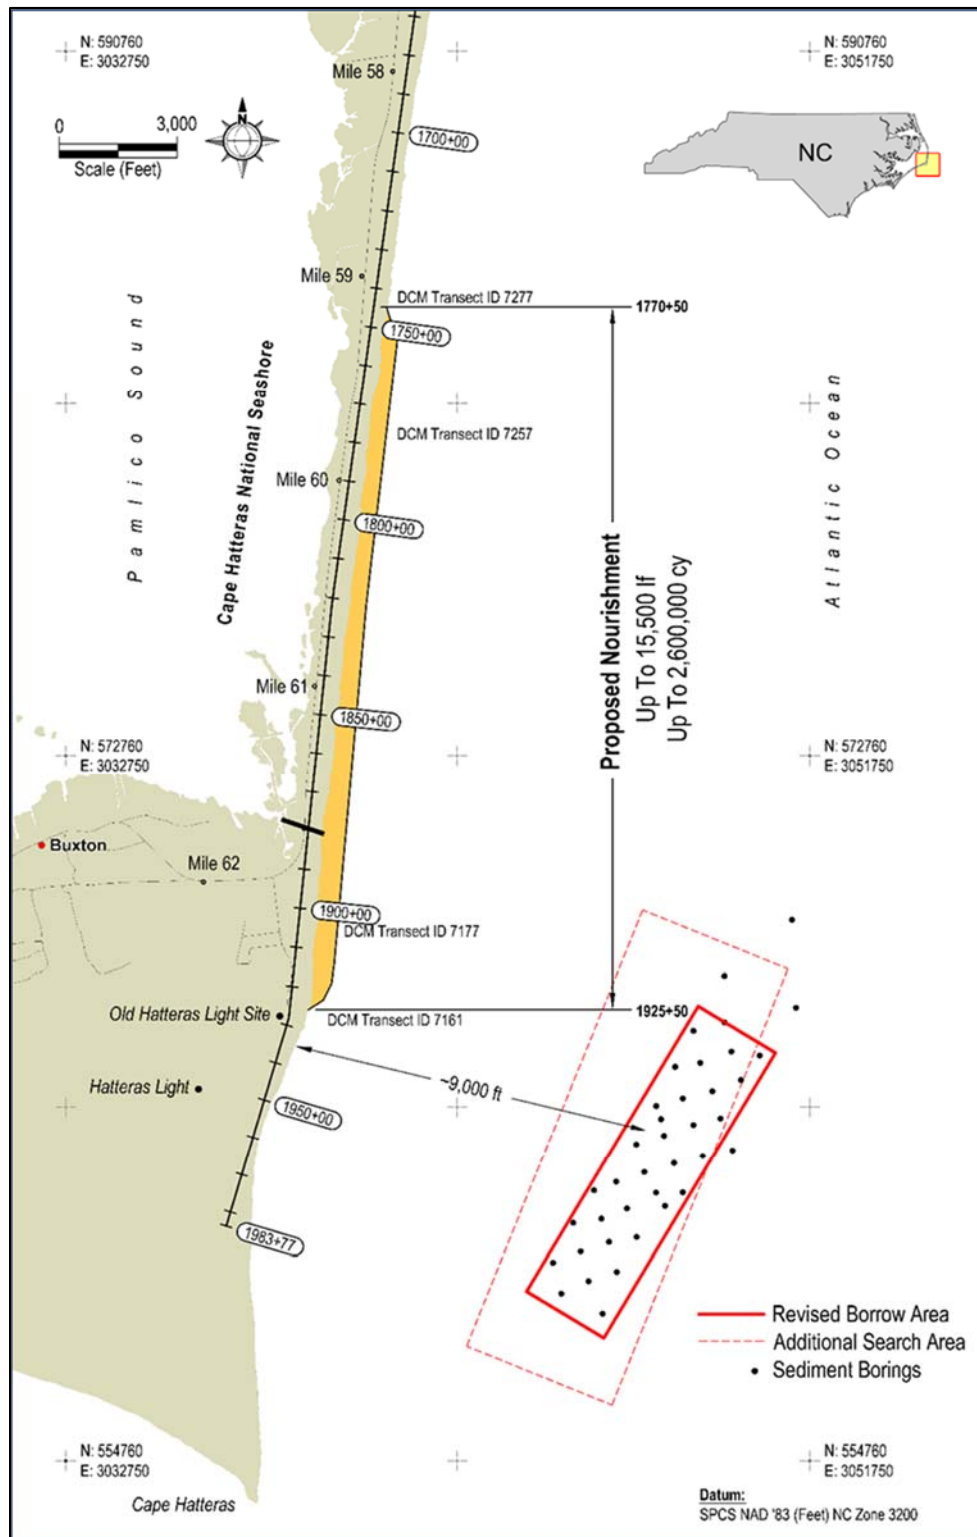 N: 590760
E: 3032750
N: 590760
E: 3051750
Mile 58
0 3,000
Scale (Feet)
N
1700+00
NC
Mile 59
DCM Transect ID 7277
1770+50
1750+00
Pamlico Sound
Cape Hatteras National Seashore
DCM Transect ID 7257
Atlantic Ocean
Mile 60
1800+00
Proposed Nourishment
Up To 15,500 lf
Up To 2,600,000 cy
Mile 61
1850+00
N: 572760
E: 3032750
N: 572760
E: 3051750
Buxton
Mile 62
1900+00
DCM Transect ID 7177
Old Hatteras Light Site
DCM Transect ID 7161
1925+50
~9,000 ft
Hatteras Light
1950+00
1983+77
Revised Borrow Area
Additional Search Area
Sediment Borings
N: 554760
E: 3032750
N: 554760
E: 3051750
Cape Hatteras
Datum:
SPCS NAD '83 (Feet) NC Zone 3200